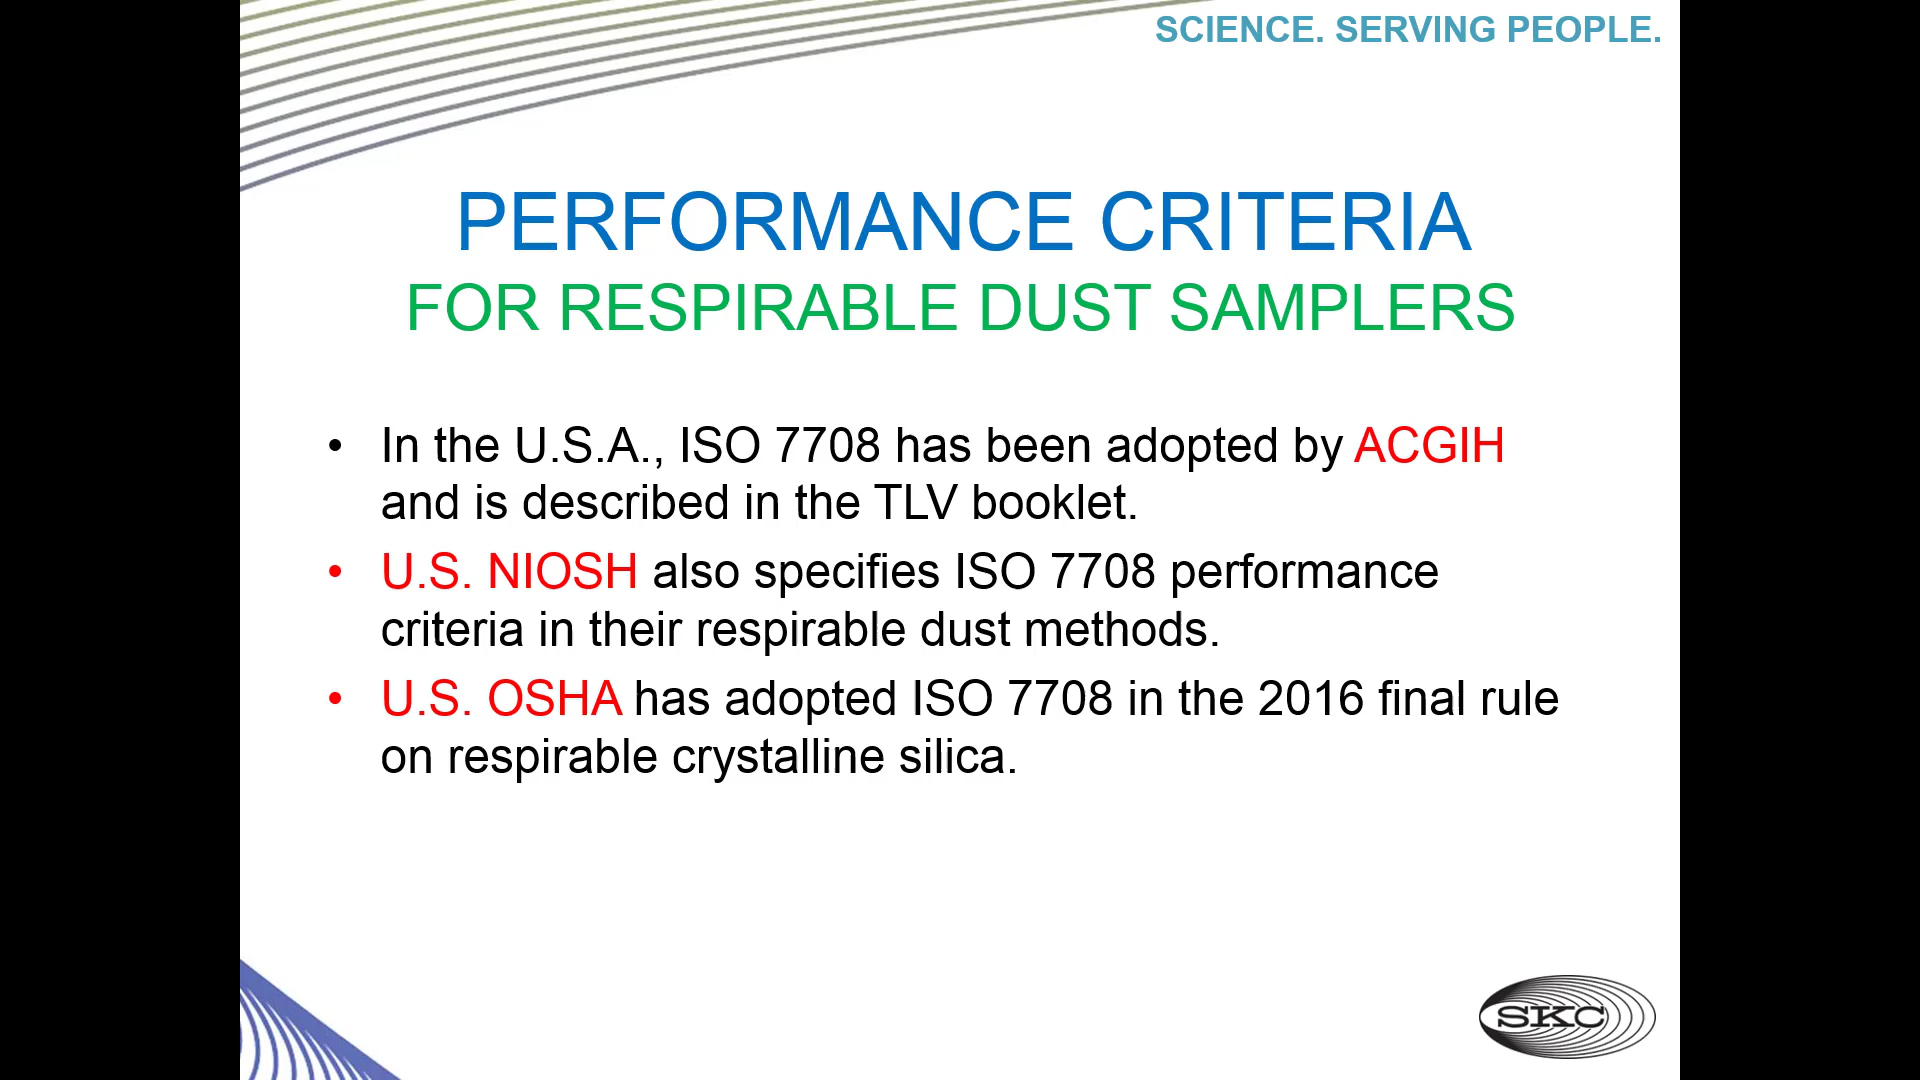 SCIENCE. SERVING PEOPLE.
PERFORMANCE CRITERIA
FOR RESPIRABLE DUST SAMPLERS
• In the U.S.A., ISO 7708 has been adopted by ACGIH
and is described in the TLV booklet.
• U.S. NIOSH also specifies ISO 7708 performance
criteria in their respirable dust methods.
• U.S. OSHA has adopted ISO 7708 in the 2016 final rule
on respirable crystalline silica.
SKC